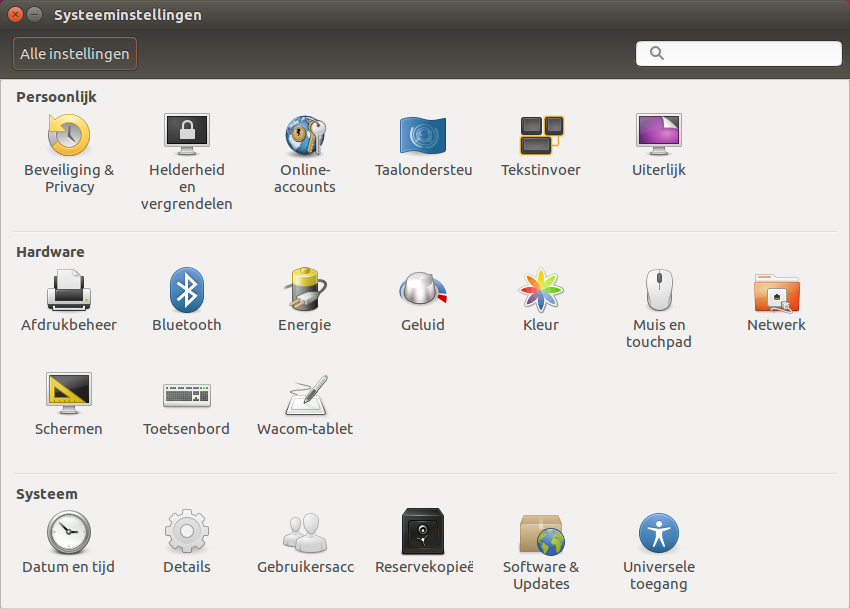 Systeeminstellingen
Alle instellingen
Persoonlijk
Beveiliging &
Privacy
Helderheid
en
vergrendelen
Online-
accounts
Taalondersteu
Tekstinvoer
Uiterlijk
Hardware
Afdrukbeheer
Bluetooth
Energie
Geluid
Kleur
Muis en
touchpad
Netwerk
Schermen
Toetsenbord
Wacom-tablet
Systeem
Datum en tijd
Details
Gebruikersacc
Reservekopieë
Software &
Updates
Universele
toegang